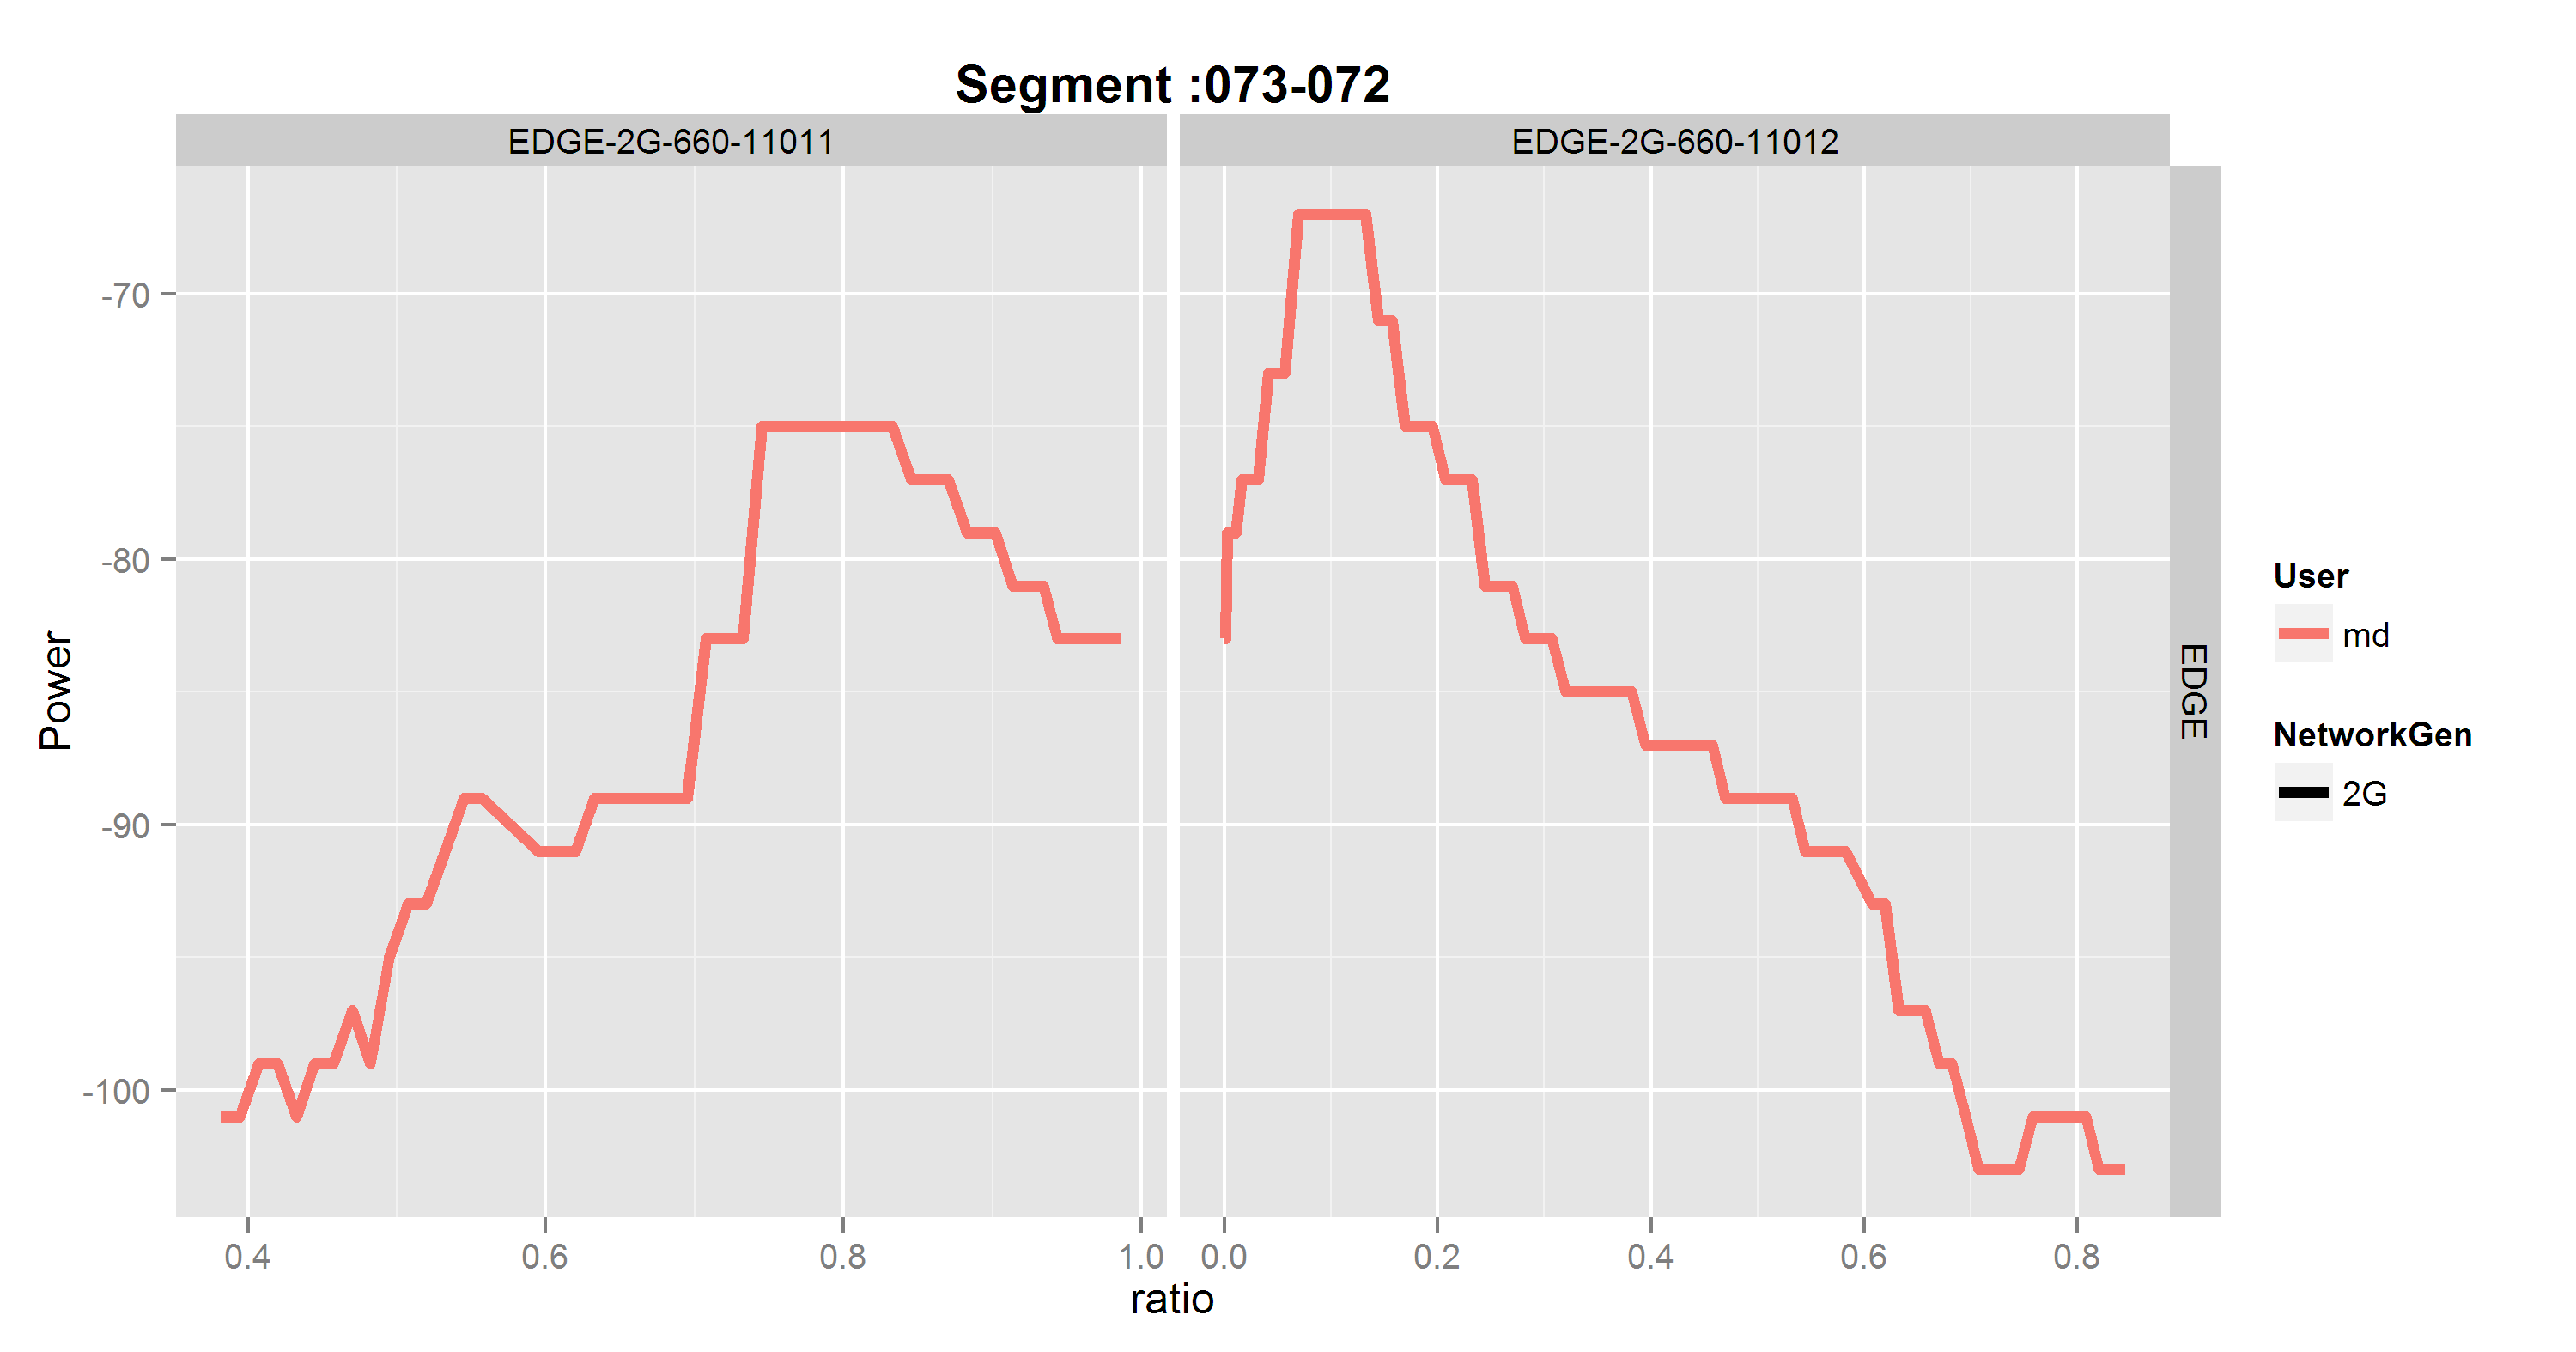 Segment :073-072
EDGE-2G-660-11011
EDGE-2G-660-11012
-70
-80
-90
-100
Power
0.4 0.6 0.8 1.0
0.0 0.2 0.4 0.6 0.8
ratio
EDGE
User
md
NetworkGen
2G